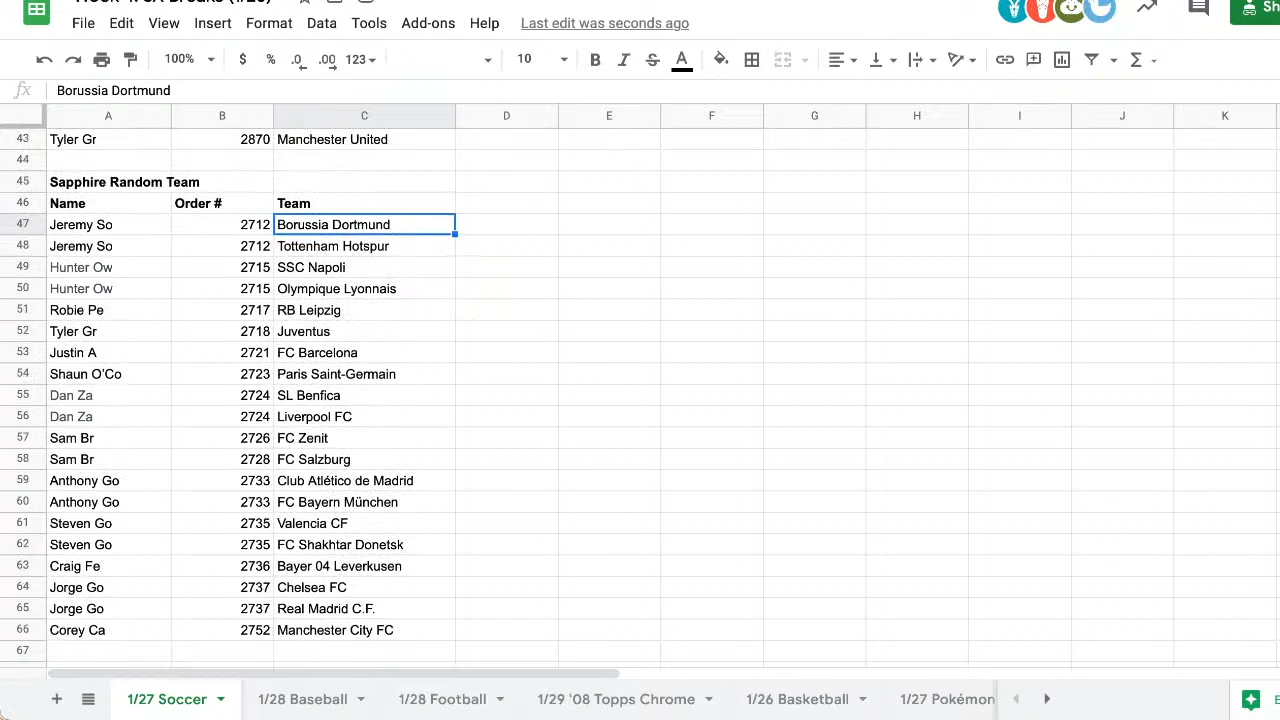 File Edit View Insert Format Data Tools Add-ons Help Last edit was seconds ago
100% $ % .0 .00 123 10 B I S A Σ
fx Borussia Dortmund
A B C D E F G H I J K
43 Tyler Gr 2870 Manchester United
44
45 Sapphire Random Team
46 Name Order # Team
47 Jeremy So 2712 Borussia Dortmund
48 Jeremy So 2712 Tottenham Hotspur
49 Hunter Ow 2715 SSC Napoli
50 Hunter Ow 2715 Olympique Lyonnais
51 Robie Pe 2717 RB Leipzig
52 Tyler Gr 2718 Juventus
53 Justin A 2721 FC Barcelona
54 Shaun O'Co 2723 Paris Saint-Germain
55 Dan Za 2724 SL Benfica
56 Dan Za 2724 Liverpool FC
57 Sam Br 2726 FC Zenit
58 Sam Br 2728 FC Salzburg
59 Anthony Go 2733 Club Atlético de Madrid
60 Anthony Go 2733 FC Bayern München
61 Steven Go 2735 Valencia CF
62 Steven Go 2735 FC Shakhtar Donetsk
63 Craig Fe 2736 Bayer 04 Leverkusen
64 Jorge Go 2737 Chelsea FC
65 Jorge Go 2737 Real Madrid C.F.
66 Corey Ca 2752 Manchester City FC
67
+ 1/27 Soccer 1/28 Baseball 1/28 Football 1/29 '08 Topps Chrome 1/26 Basketball 1/27 Pokémon